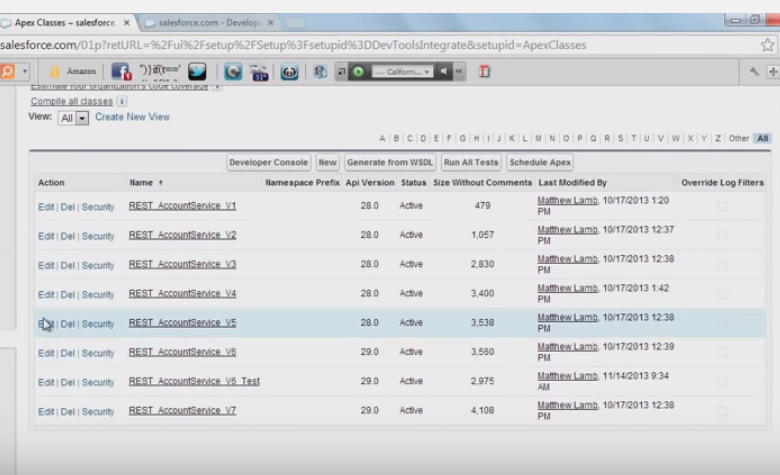 Apex Classes ~ salesforce. × salesforce.com - Develop ×
salesforce.com/01p?retURL=%2Fui%2Fsetup%2FSetup%3Fsetupid%3DDevToolsIntegrate&setupid=ApexClasses
Amazon 51° Californi...
Estimate your organization's code coverage i
Compile all classes i
View: All Create New View
A | B | C | D | E | F | G | H | I | J | K | L | M | N | O | P | Q | R | S | T | U | V | W | X | Y | Z | Other All
Developer Console New Generate from WSDL Run All Tests Schedule Apex
Action Name ↑ Namespace Prefix Api Version Status Size Without Comments Last Modified By Override Log Filters
Edit | Del | Security REST_AccountService_V1 28.0 Active 479 Matthew Lamb, 10/17/2013 1:20 PM
Edit | Del | Security REST_AccountService_V2 28.0 Active 1,057 Matthew Lamb, 10/17/2013 12:37 PM
Edit | Del | Security REST_AccountService_V3 28.0 Active 2,830 Matthew Lamb, 10/17/2013 12:38 PM
Edit | Del | Security REST_AccountService_V4 28.0 Active 3,400 Matthew Lamb, 10/17/2013 1:42 PM
Edit | Del | Security REST_AccountService_V5 28.0 Active 3,538 Matthew Lamb, 10/17/2013 12:38 PM
Edit | Del | Security REST_AccountService_V6 29.0 Active 3,560 Matthew Lamb, 10/17/2013 12:39 PM
Edit | Del | Security REST_AccountService_V6_Test 29.0 Active 2,975 Matthew Lamb, 11/14/2013 9:34 AM
Edit | Del | Security REST_AccountService_V7 29.0 Active 4,108 Matthew Lamb, 10/17/2013 12:38 PM